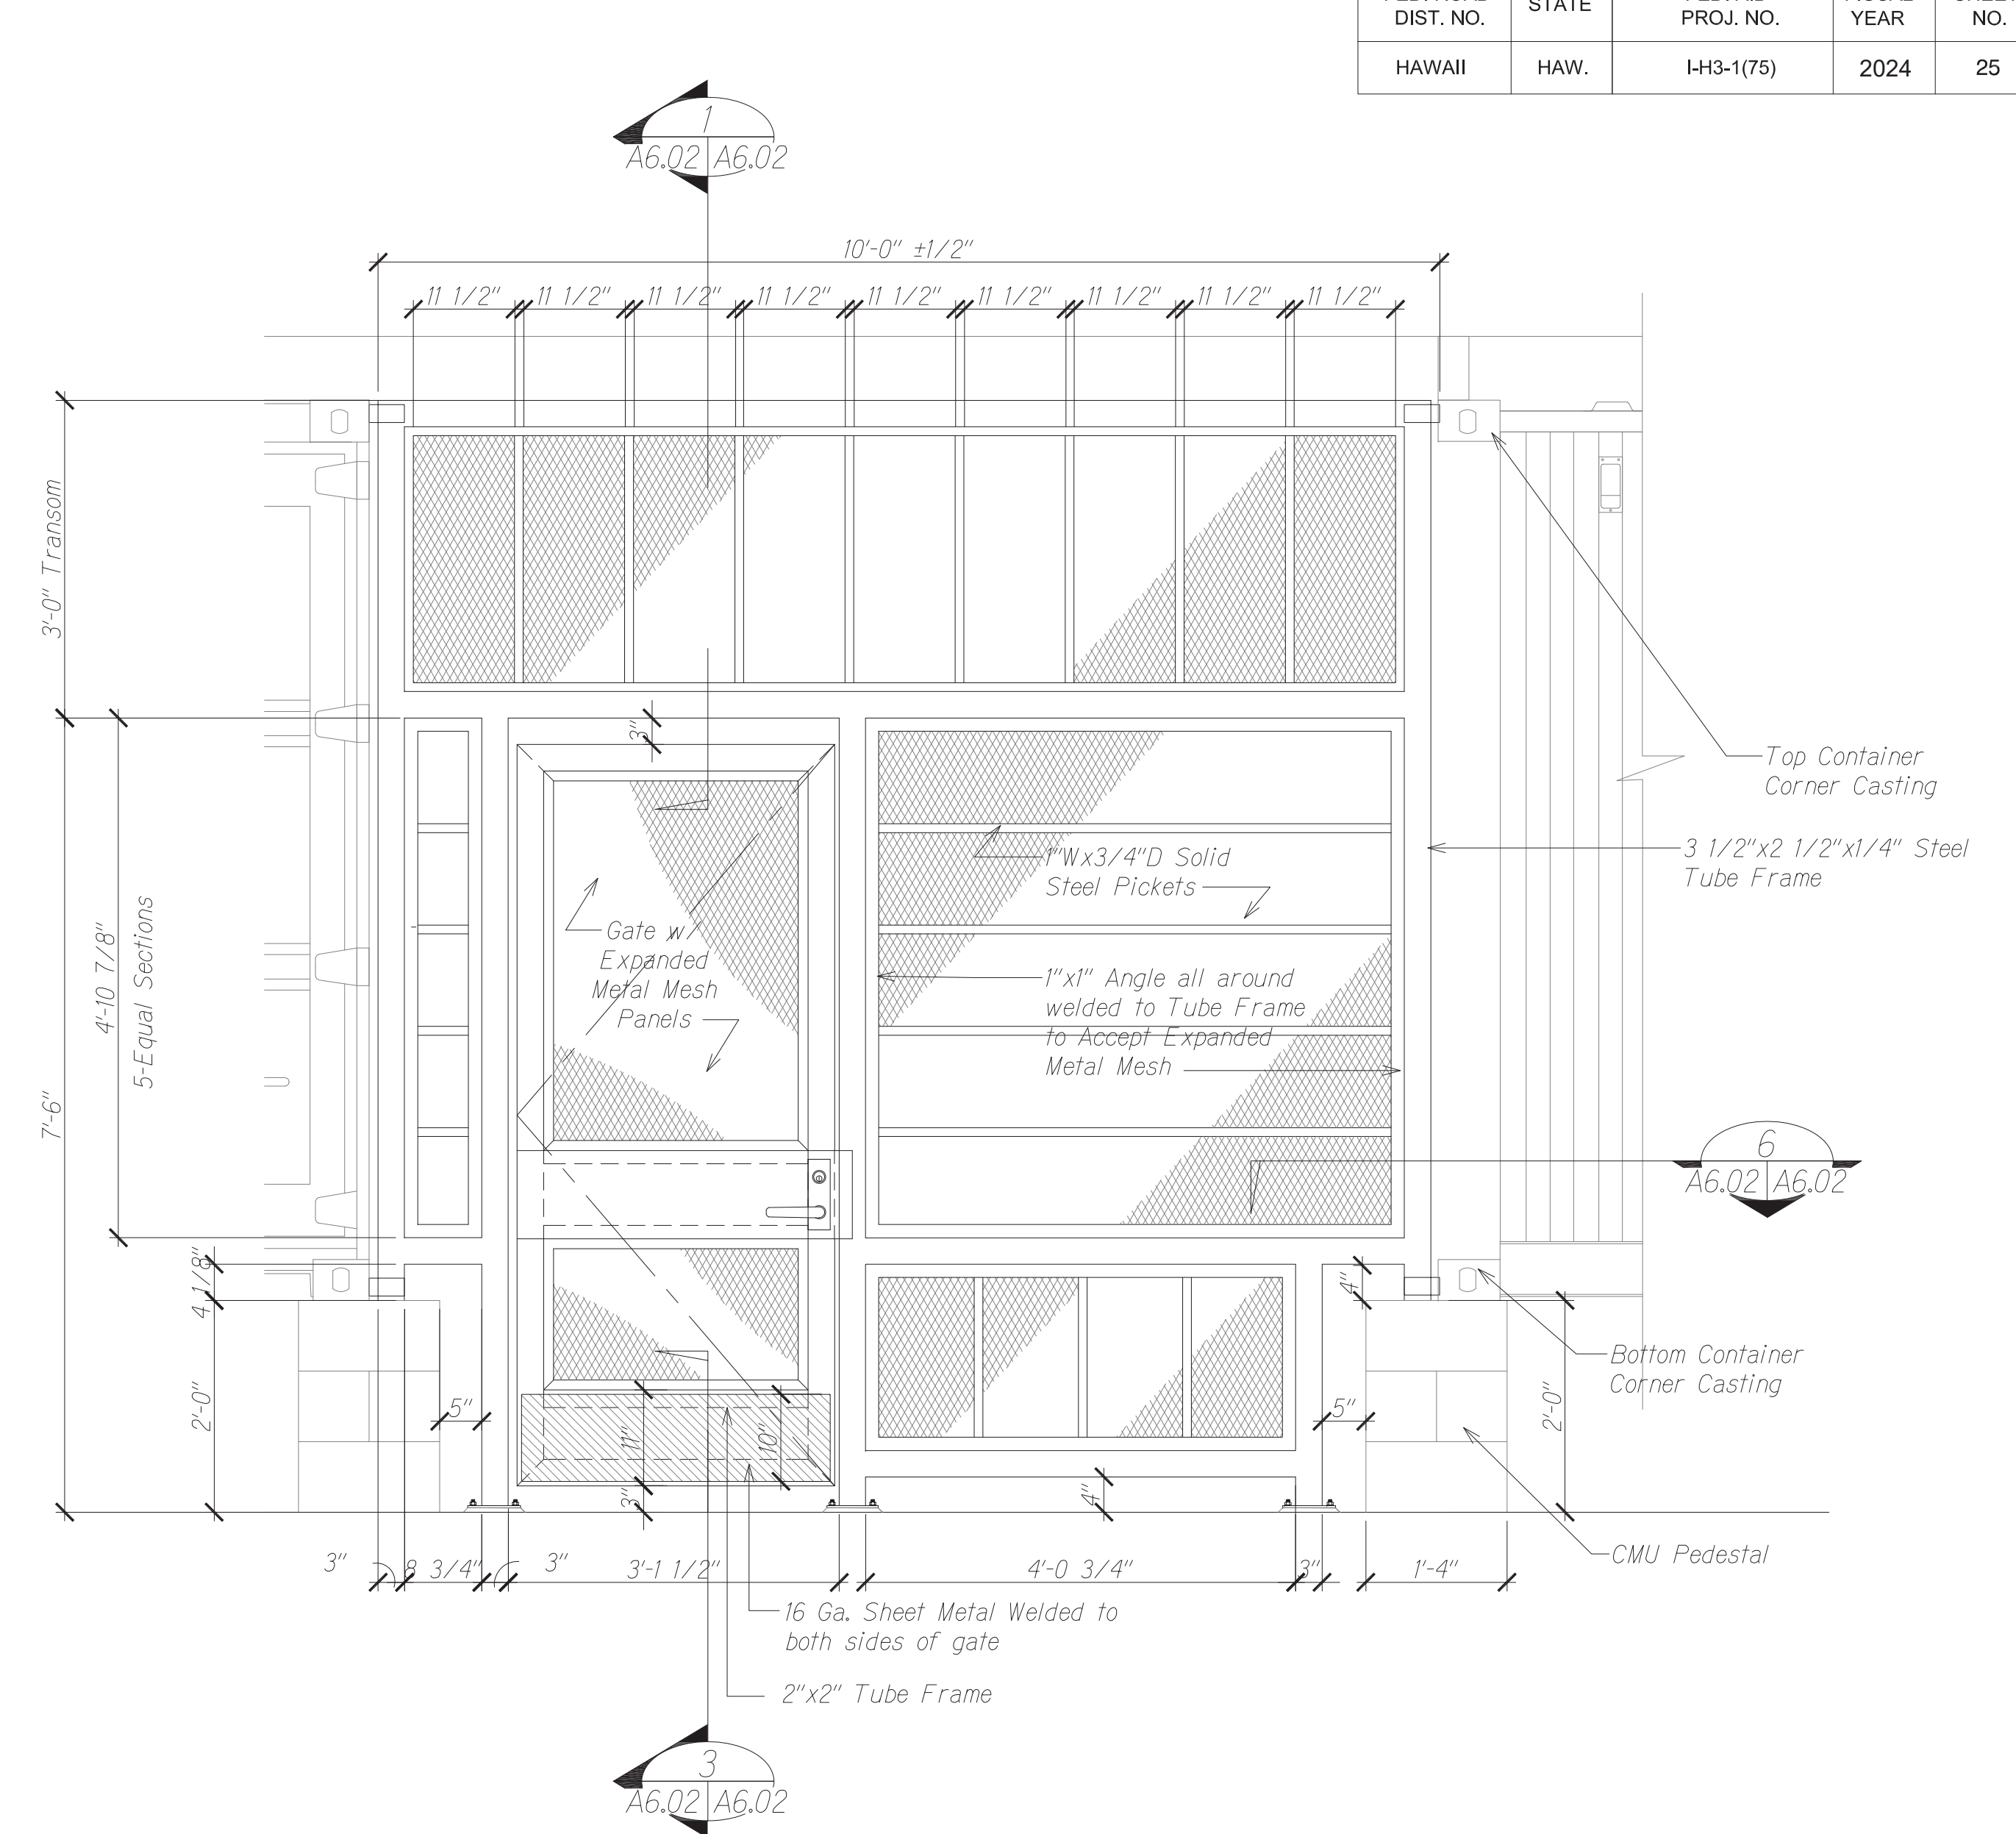 DIST. NO.
STATE
PROJ. NO.
YEAR
NO.
HAWAII
HAW.
I-H3-1(75)
2024
25
1
A6.02 A6.02
10'-0" ±1/2"
11 1/2" 11 1/2" 11 1/2" 11 1/2" 11 1/2" 11 1/2" 11 1/2" 11 1/2" 11 1/2"
3'-0" Transom
3"
Top Container
Corner Casting
3 1/2"x2 1/2"x1/4" Steel
Tube Frame
1"Wx3/4"D Solid
Steel Pickets
Gate w/
Expanded
Metal Mesh
Panels
1"x1" Angle all around
welded to Tube Frame
to Accept Expanded
Metal Mesh
4'-10 7/8"
5-Equal Sections
7'-6"
6
A6.02 A6.02
4 1/8"
4"
Bottom Container
Corner Casting
2'-0"
5"
11"
10"
5"
2'-0"
3"
4"
CMU Pedestal
3"
8 3/4"
3"
3'-1 1/2"
4'-0 3/4"
3"
1'-4"
16 Ga. Sheet Metal Welded to
both sides of gate
2"x2" Tube Frame
3
A6.02 A6.02